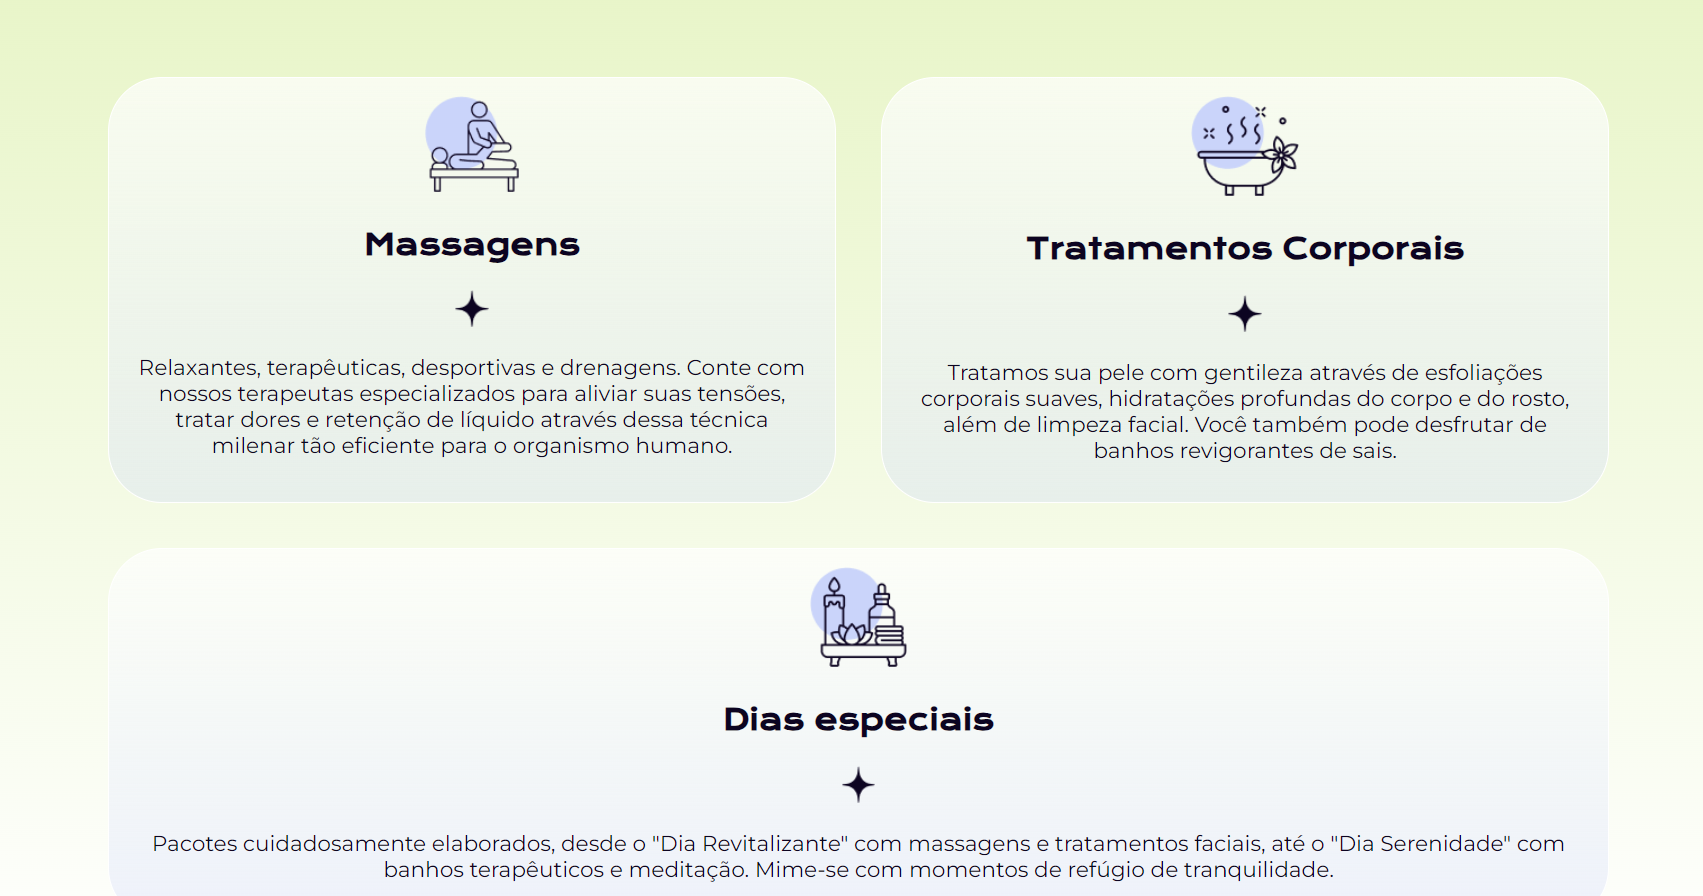 Massagens
Relaxantes, terapêuticas, desportivas e drenagens. Conte com
nossos terapeutas especializados para aliviar suas tensões,
tratar dores e retenção de líquido através dessa técnica
milenar tão eficiente para o organismo humano.
Tratamentos Corporais
Tratamos sua pele com gentileza através de esfoliações
corporais suaves, hidratações profundas do corpo e do rosto,
além de limpeza facial. Você também pode desfrutar de
banhos revigorantes de sais.
Dias especiais
Pacotes cuidadosamente elaborados, desde o "Dia Revitalizante" com massagens e tratamentos faciais, até o "Dia Serenidade" com
banhos terapêuticos e meditação. Mime-se com momentos de refúgio de tranquilidade.